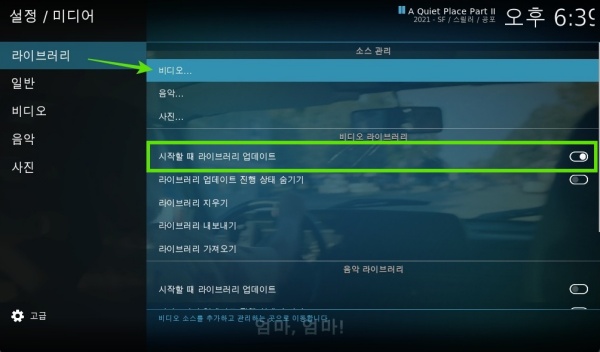 설정 / 미디어
A Quiet Place Part II
2021 - SF / 스릴러 / 공포
오후 6:39
라이브러리
일반
비디오
음악
사진
고급
소스 관리
비디오...
음악...
사진...
비디오 라이브러리
시작할 때 라이브러리 업데이트
라이브러리 업데이트 진행 상태 숨기기
라이브러리 지우기
라이브러리 내보내기
라이브러리 가져오기
음악 라이브러리
시작할 때 라이브러리 업데이트
비디오 소스를 추가하고 관리하는 곳으로 이동합니다
엄마, 엄마!